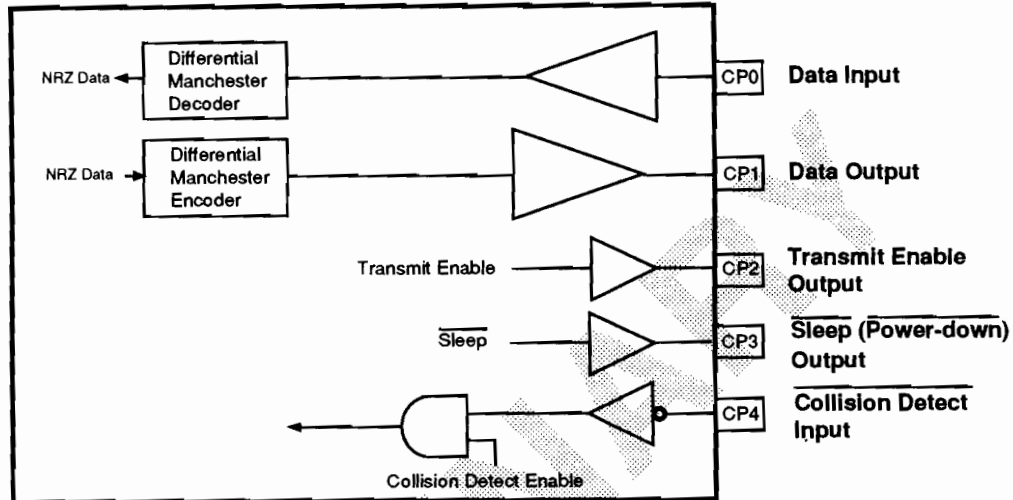 NRZ Data
Differential
Manchester
Decoder
CP0
Data Input
NRZ Data
Differential
Manchester
Encoder
CP1
Data Output
Transmit Enable
CP2
Transmit Enable
Output
Sleep
CP3
Sleep (Power-down)
Output
CP4
Collision Detect
Input
Collision Detect Enable